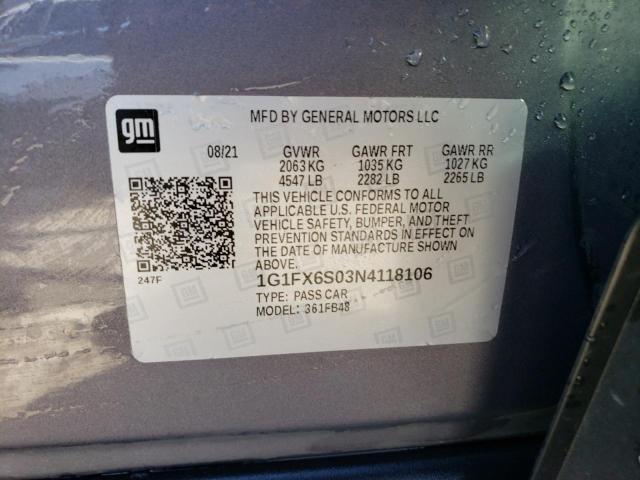 MFD BY GENERAL MOTORS LLC
gm
08/21 GVWR GAWR FRT GAWR RR
2063 KG 1035 KG 1027 KG
4547 LB 2282 LB 2265 LB
THIS VEHICLE CONFORMS TO ALL
APPLICABLE U.S. FEDERAL MOTOR
VEHICLE SAFETY, BUMPER, AND THEFT
PREVENTION STANDARDS IN EFFECT ON
THE DATE OF MANUFACTURE SHOWN
ABOVE.
247F
1G1FX6S03N4118106
TYPE: PASS CAR
MODEL: 361FB48